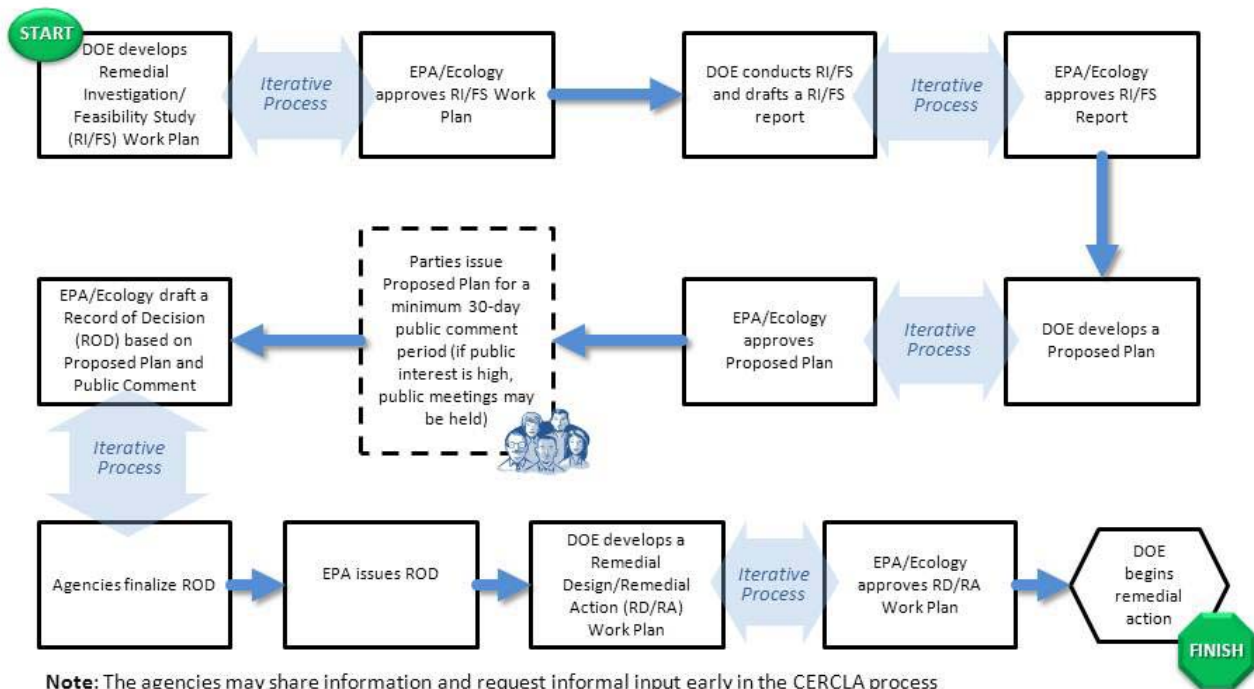 START
DOE develops
Remedial
Investigation/
Feasibility Study
(RI/FS) Work Plan
Iterative
Process
EPA/Ecology
approves RI/FS Work
Plan
DOE conducts RI/FS
and drafts a RI/FS
report
Iterative
Process
EPA/Ecology
approves RI/FS
Report
EPA/Ecology draft a
Record of Decision
(ROD) based on
Proposed Plan and
Public Comment
Parties issue
Proposed Plan for a
minimum 30-day
public comment
period (if public
interest is high,
public meetings may
be held)
EPA/Ecology
approves
Proposed Plan
Iterative
Process
DOE develops a
Proposed Plan
Iterative
Process
Agencies finalize ROD
EPA issues ROD
DOE develops a
Remedial
Design/Remedial
Action (RD/RA)
Work Plan
Iterative
Process
EPA/Ecology
approves RD/RA
Work Plan
DOE
begins
remedial
action
FINISH
Note: The agencies may share information and request informal input early in the CERCLA process